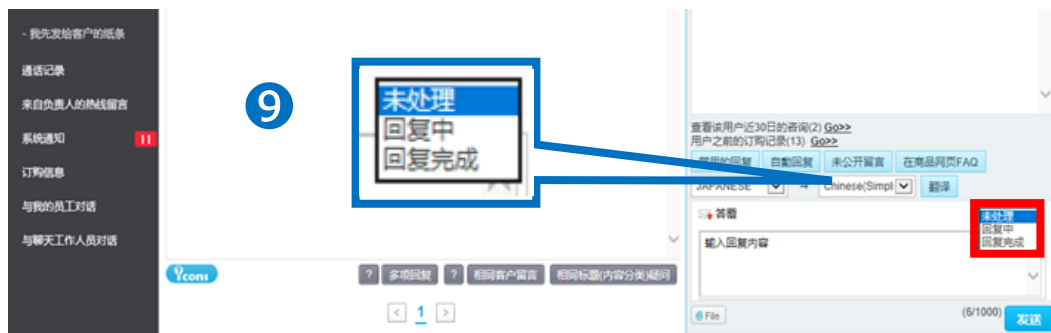 - 我先发给客户的纸条
通话记录
来自负责人的热线留言
系统通知 11
订购信息
与我的员工对话
与聊天工作人员对话
9
未处理
回复中
回复完成
Qcons
? 多项回复 ? 相同客户留言 相同标题(内容分类)疑问
< 1 >
查看该用户近30日的咨询(2) Go>>
用户之前的订购记录(13) Go>>
常用的回复 自動回复 未公开留言 在商品网页FAQ
JAPANESE → Chinese(Simpl 翻译
答覆
未处理
回复中
回复完成
输入回复内容
File
(6/1000) 发送